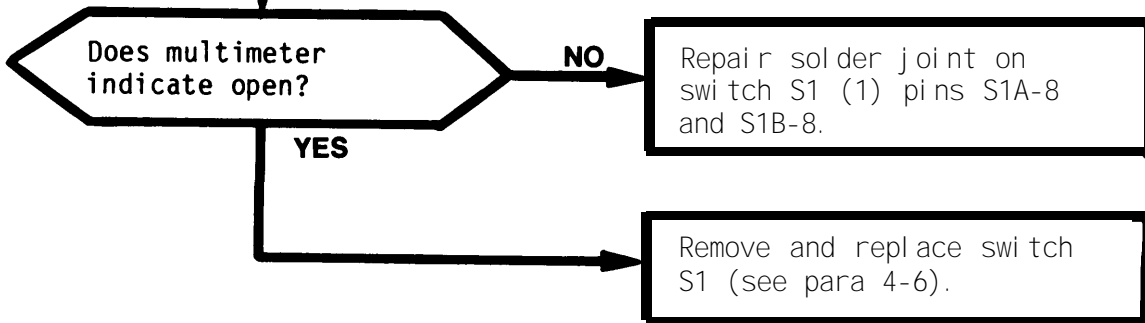 Does multimeter
indicate open?
NO
Repair solder joint on
switch S1 (1) pins S1A-8
and S1B-8.
YES
Remove and replace switch
S1 (see para 4-6).